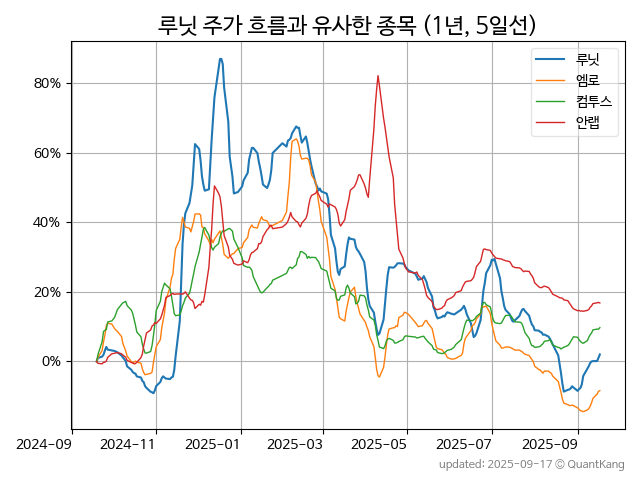 루닛 주가 흐름과 유사한 종목 (1년, 5일선)
루닛
엠로
컴투스
안랩
80%
60%
40%
20%
0%
2024-09 2024-11 2025-01 2025-03 2025-05 2025-07 2025-09
updated: 2025-09-17 © QuantKang